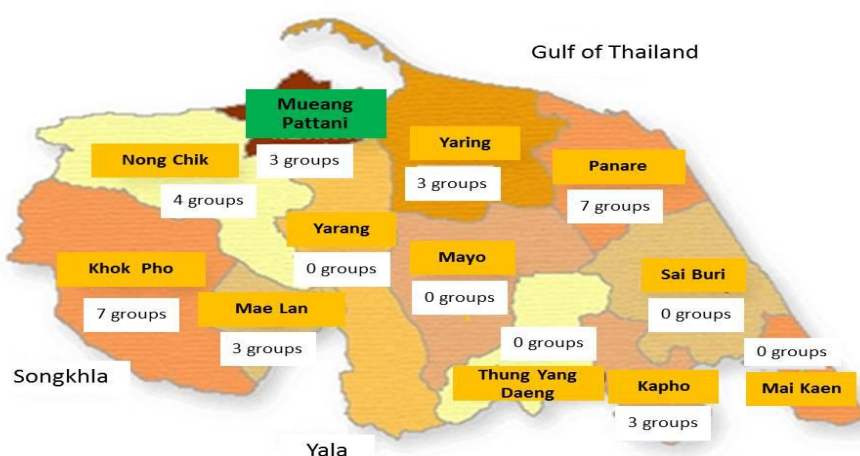 Gulf of Thailand
Mueang
Pattani
3 groups
Yaring
3 groups
Panare
7 groups
Nong Chik
4 groups
Yarang
0 groups
Mayo
0 groups
Khok Pho
7 groups
Mae Lan
3 groups
Sai Buri
0 groups
0 groups
Thung Yang
Daeng
Kapho
3 groups
0 groups
Mai Kaen
Songkhla
Yala